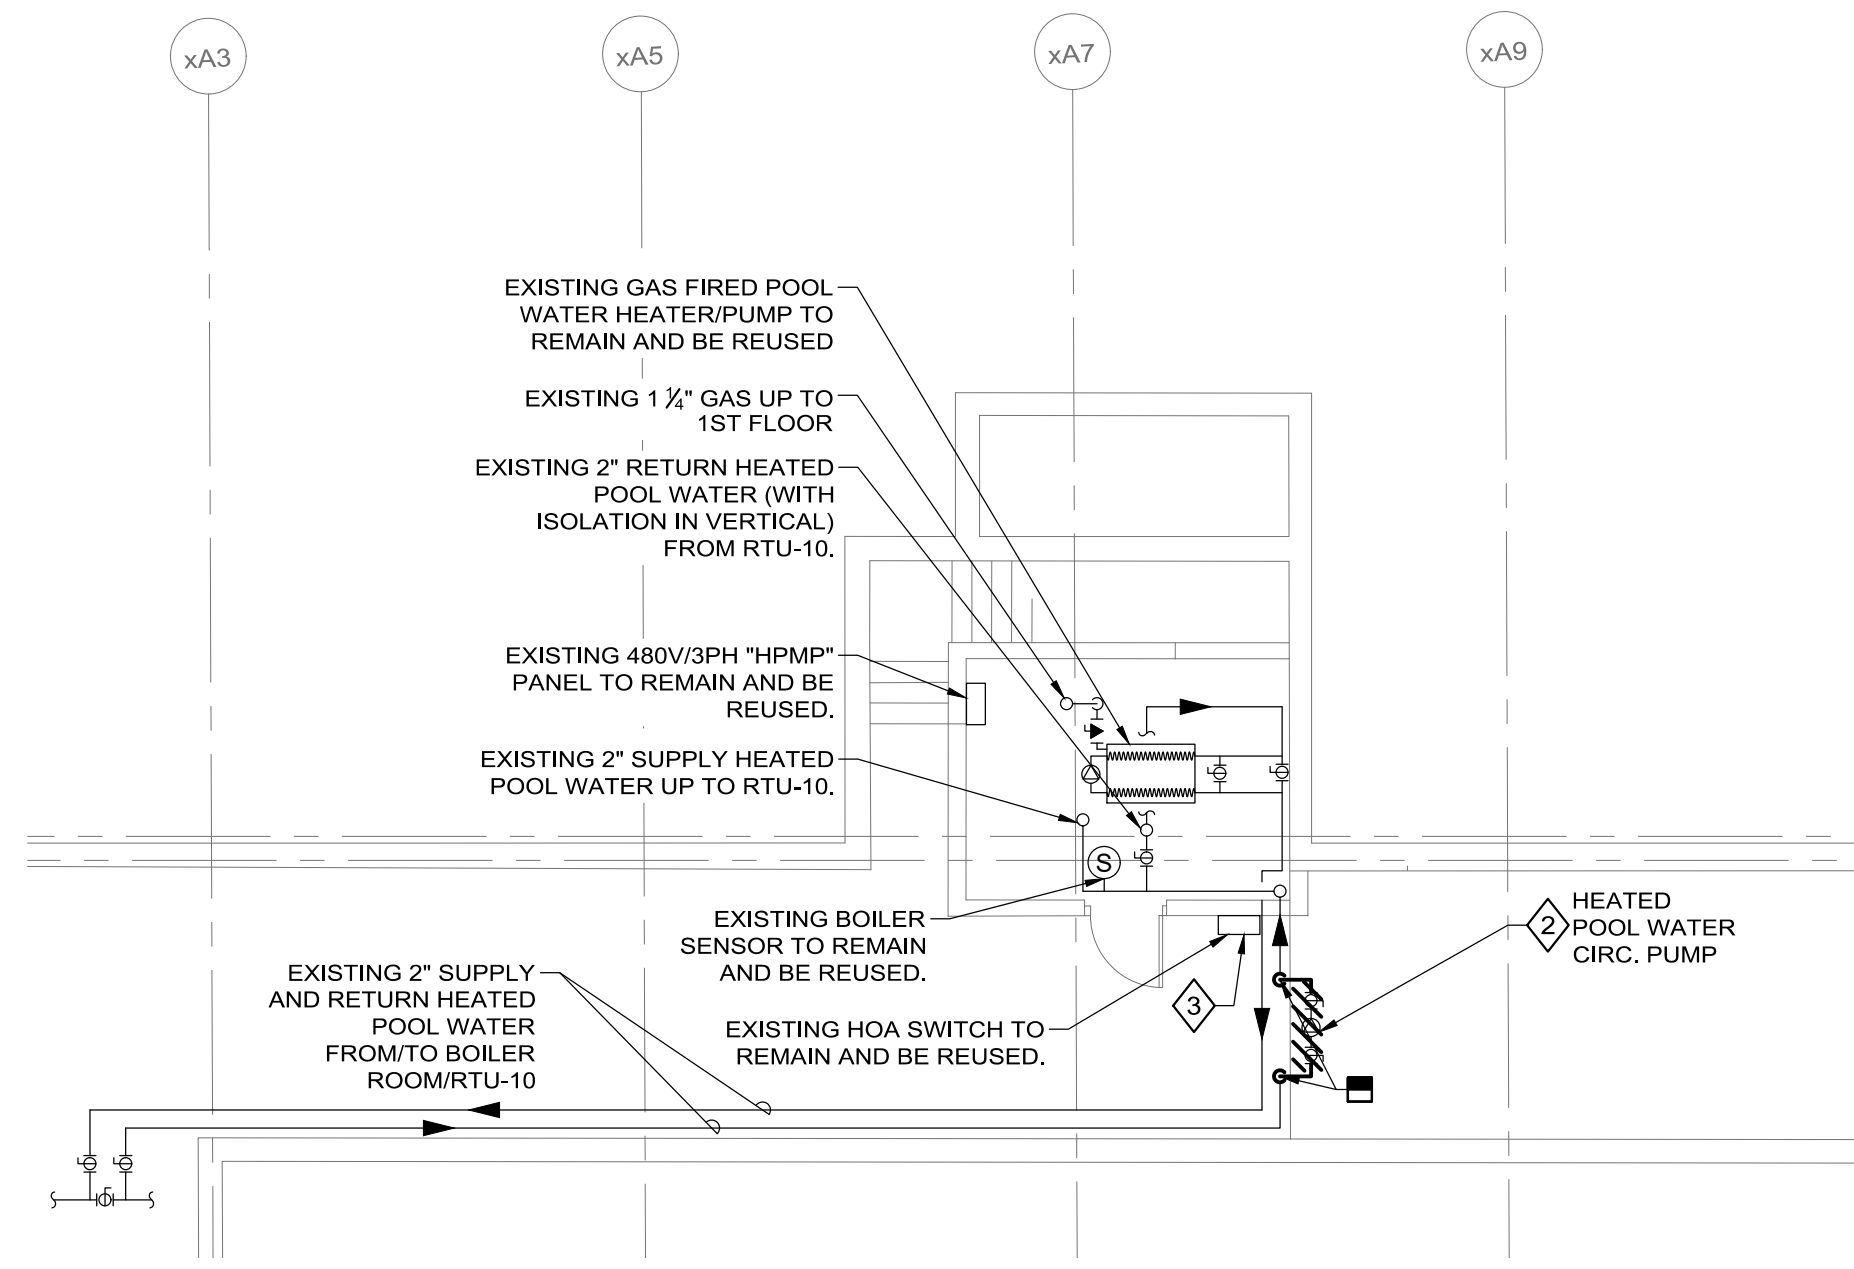 xA3
xA5
xA7
xA9
EXISTING GAS FIRED POOL
WATER HEATER/PUMP TO
REMAIN AND BE REUSED
EXISTING 1 ¼" GAS UP TO
1ST FLOOR
EXISTING 2" RETURN HEATED
POOL WATER (WITH
ISOLATION IN VERTICAL)
FROM RTU-10.
EXISTING 480V/3PH "HPMP"
PANEL TO REMAIN AND BE
REUSED.
EXISTING 2" SUPPLY HEATED
POOL WATER UP TO RTU-10.
S
EXISTING BOILER
SENSOR TO REMAIN
AND BE REUSED.
2
HEATED
POOL WATER
CIRC. PUMP
EXISTING 2" SUPPLY
AND RETURN HEATED
POOL WATER
FROM/TO BOILER
ROOM/RTU-10
3
EXISTING HOA SWITCH TO
REMAIN AND BE REUSED.